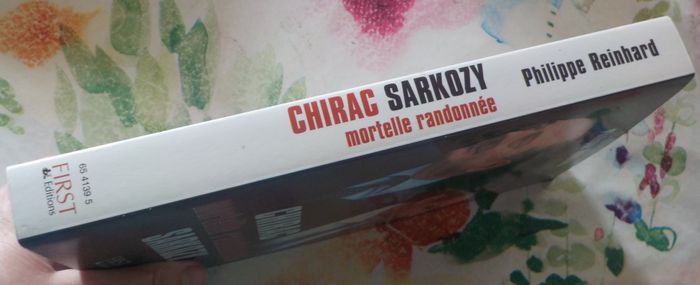 CHIRAC SARKOZY
mortelle randonnée
Philippe Reinhard
65 4139 5
FIRST
& Editions